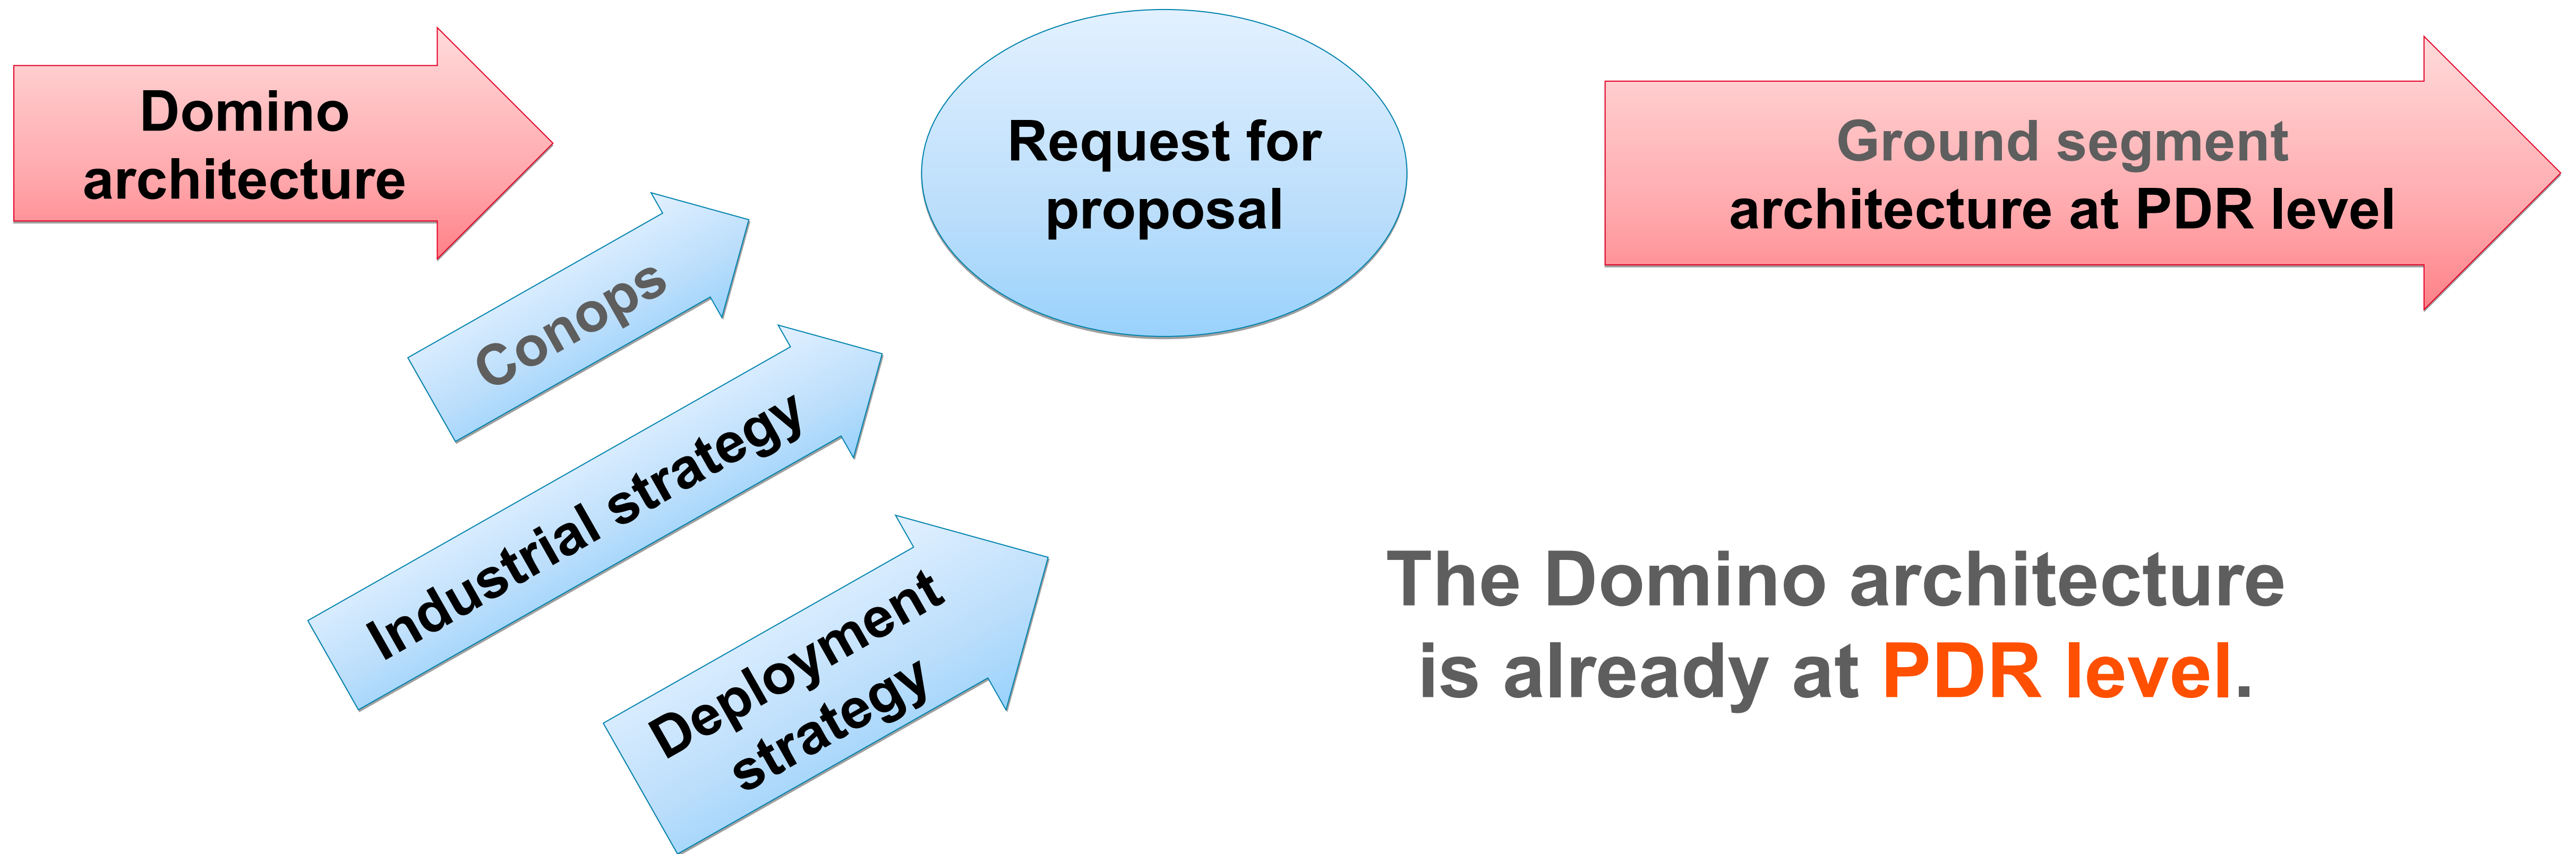 Domino
architecture
Request for
proposal
Ground segment
architecture at PDR level
Conops
Industrial strategy
Deployment
strategy
The Domino architecture
is already at PDR level.